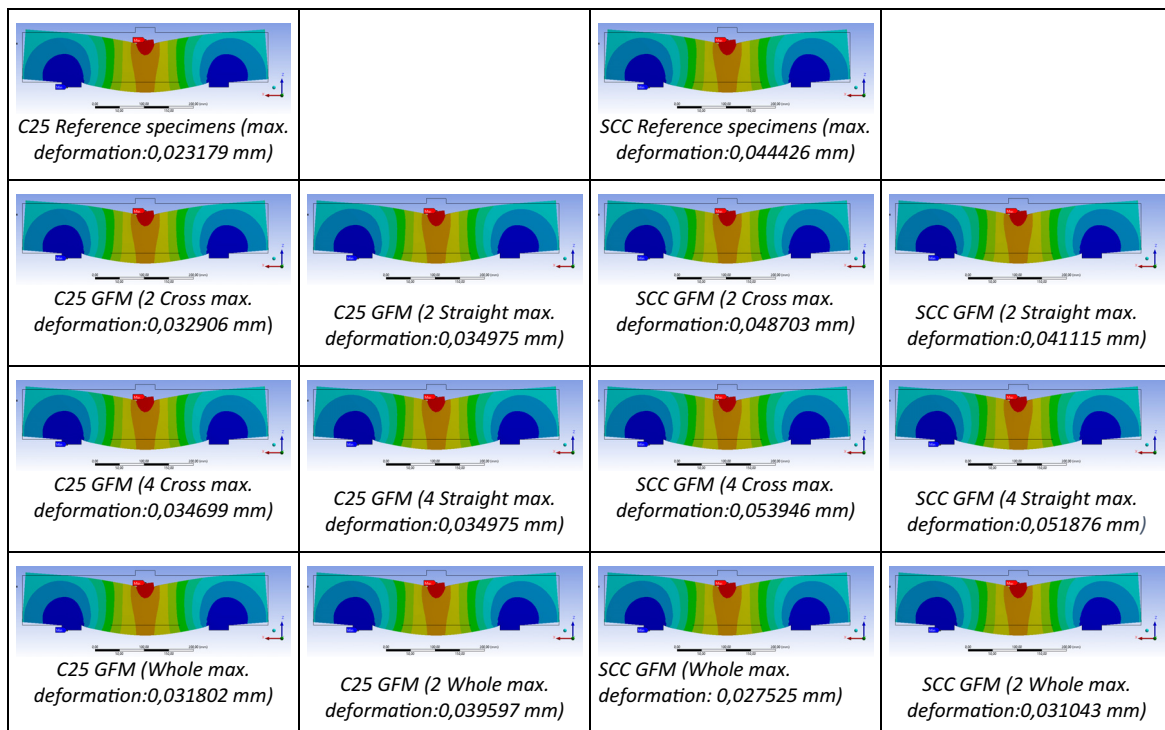 C25 Reference specimens (max.
deformation:0,023179 mm)
SCC Reference specimens (max.
deformation:0,044426 mm)
C25 GFM (2 Cross max.
deformation:0,032906 mm)
C25 GFM (2 Straight max.
deformation:0,034975 mm)
SCC GFM (2 Cross max.
deformation:0,048703 mm)
SCC GFM (2 Straight max.
deformation:0,041115 mm)
C25 GFM (4 Cross max.
deformation:0,034699 mm)
C25 GFM (4 Straight max.
deformation:0,034975 mm)
SCC GFM (4 Cross max.
deformation:0,053946 mm)
SCC GFM (4 Straight max.
deformation:0,051876 mm)
C25 GFM (Whole max.
deformation:0,031802 mm)
C25 GFM (2 Whole max.
deformation:0,039597 mm)
SCC GFM (Whole max.
deformation: 0,027525 mm)
SCC GFM (2 Whole max.
deformation:0,031043 mm)